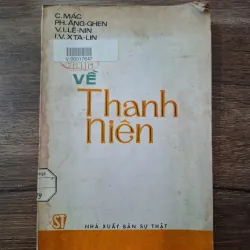 C. MÁC
PH. ĂNG-GHEN
V.I.LÊ-NIN
I.V. XTA-LIN
VỀ
Thanh
Niên
ST
NHÀ XUẤT BẢN SỰ THẬT